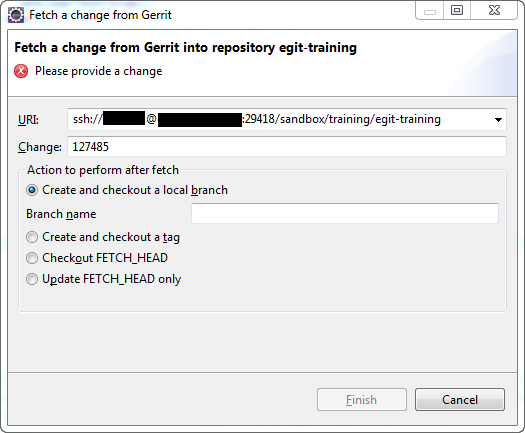 Fetch a change from Gerrit
Fetch a change from Gerrit into repository egit-training
Please provide a change
URI: ssh:// @ :29418/sandbox/training/egit-training
Change: 127485
Action to perform after fetch
Create and checkout a local branch
Branch name
Create and checkout a tag
Checkout FETCH_HEAD
Update FETCH_HEAD only
Finish Cancel